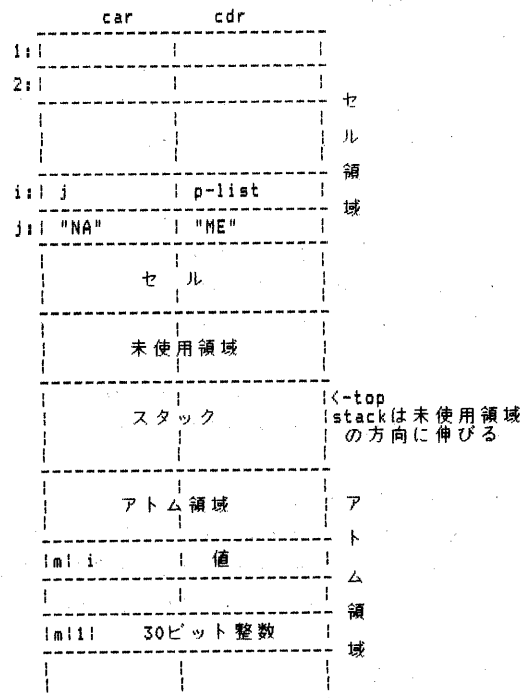 car cdr
1:
2:
セル領域
i: j p-list
j: "NA" "ME"
セル
未使用領域
<-top
スタック
stackは未使用領域
の方向に伸びる
アトム領域
アトム領域
m i 値
m 1 30ビット整数